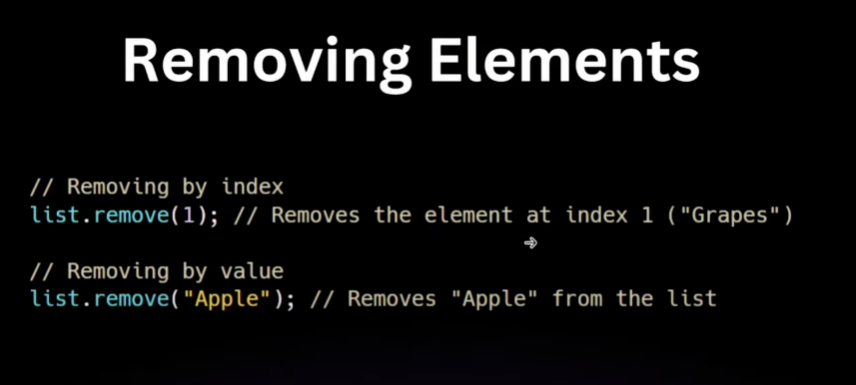 Removing Elements
// Removing by index
list.remove(1); // Removes the element at index 1 ("Grapes")
// Removing by value
list.remove("Apple"); // Removes "Apple" from the list